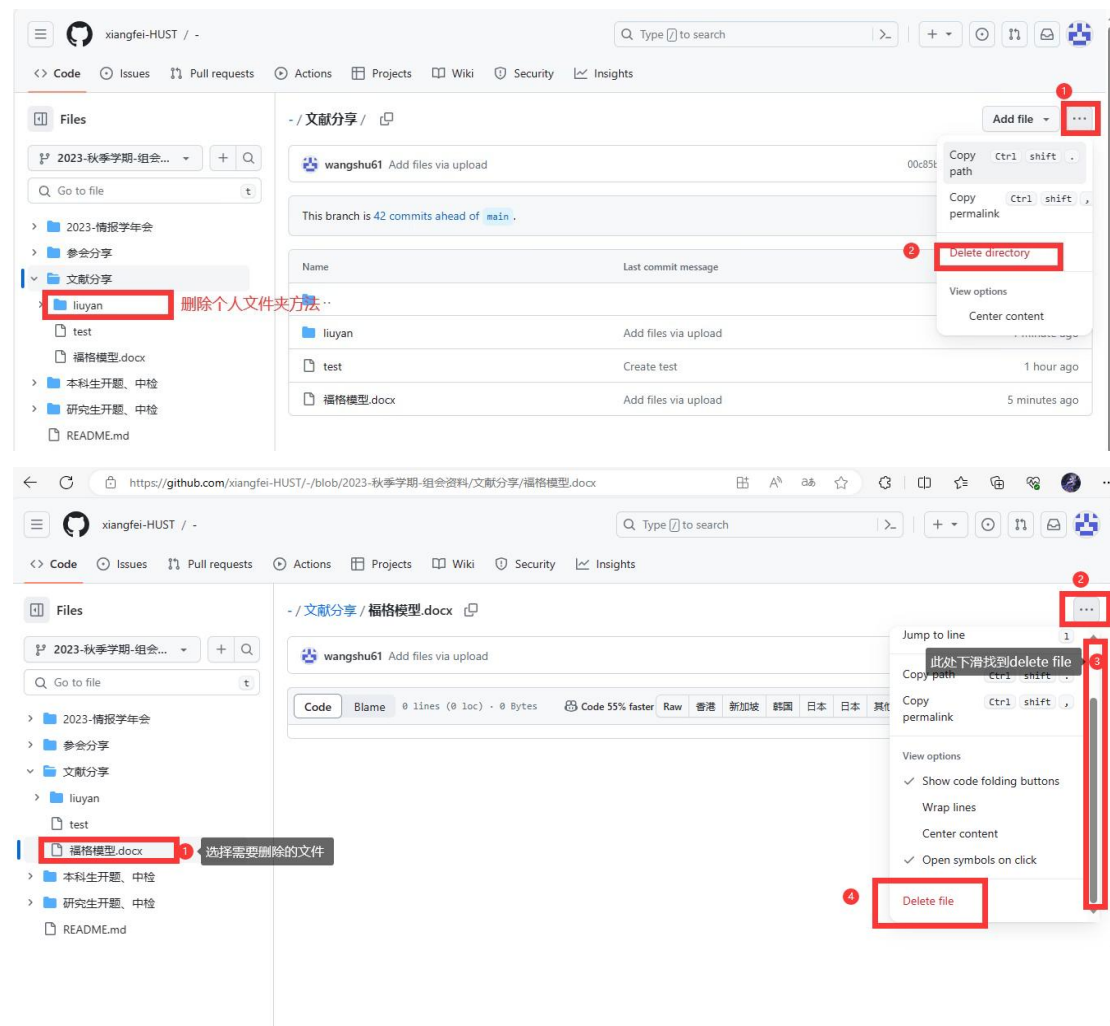 xiangfei-HUST / -
Type / to search
Code Issues Pull requests Actions Projects Wiki Security Insights
1
Files
- / 文献分享 /
Add file
2023-秋季学期-组会...
wangshu61 Add files via upload
Copy path Ctrl shift .
Go to file t
Copy permalink Ctrl shift ,
This branch is 42 commits ahead of main .
2
Delete directory
2023-情报学年会
参会分享
文献分享
liuyan
删除个人文件夹方法
test
福格模型.docx
本科生开题、中检
研究生开题、中检
README.md
Name Last commit message
..
View options
Center content
liuyan Add files via upload
test Create test 1 hour ago
福格模型.docx Add files via upload 5 minutes ago
https://github.com/xiangfei-HUST/-/blob/2023-秋季学期-组会资料/文献分享/福格模型.docx
xiangfei-HUST / -
Type / to search
Code Issues Pull requests Actions Projects Wiki Security Insights
2
Files
- / 文献分享 / 福格模型.docx
2023-秋季学期-组会...
wangshu61 Add files via upload
Jump to line 1
此处下滑找到delete file 3
Go to file t
Copy path Ctrl shift .
Code Blame 0 lines (0 loc) · 0 Bytes Code 55% faster Raw 香港 新加坡 韩国 日本 日本
Copy permalink Ctrl shift ,
2023-情报学年会
参会分享
文献分享
liuyan
test
福格模型.docx
1 选择需要删除的文件
本科生开题、中检
研究生开题、中检
README.md
View options
Show code folding buttons
Wrap lines
Center content
Open symbols on click
4
Delete file